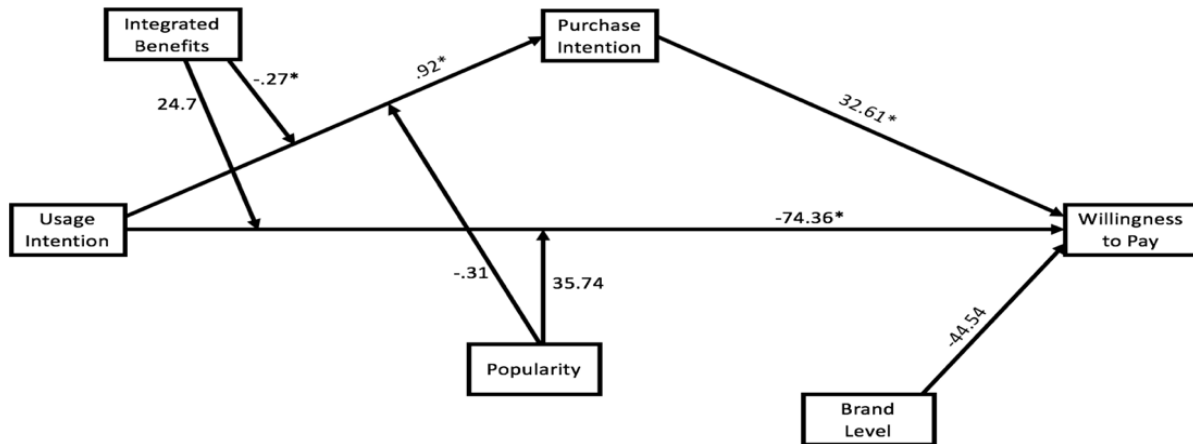 Integrated
Benefits
Purchase
Intention
-.27*
.92*
24.7
32.61*
Usage
Intention
-74.36*
Willingness
to Pay
-.31
35.74
-44.54
Popularity
Brand
Level